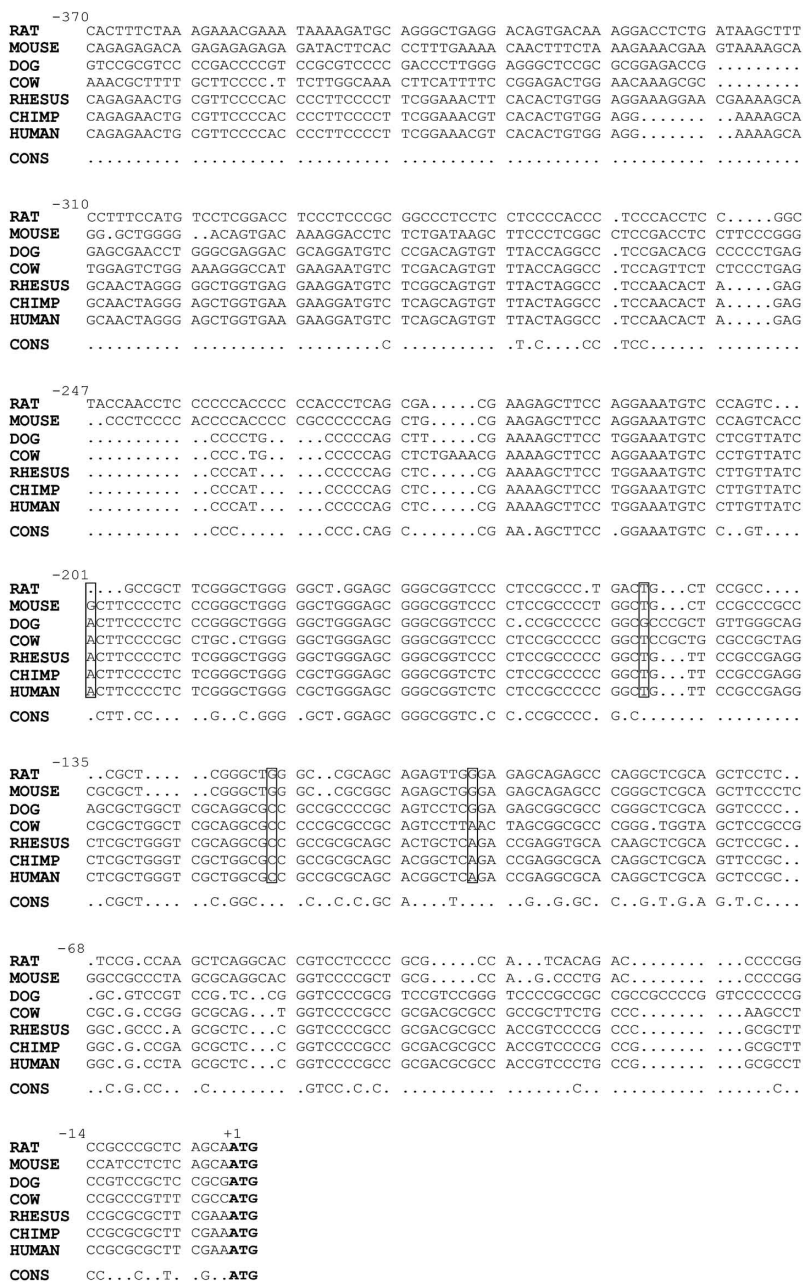 -370
RAT CACTTTCTAA AGAAACGAAA TAAAAGATGC AGGGCTGAGG ACAGTGACAA AGGACCTCTG ATAAGCTTT
MOUSE CAGAGAGACA GAGAGAGAGA GATACTTCAC CCTTTGAAAA CAACTTTCTA AAGAAACGAA GTAAAAGCA
DOG GTCCGCGTCC CCGACCCCGT CCGCGTCCCC GACCCTTGGG AGGGCTCCGC GCGGAGACCG .........
COW AAACGCTTTT GCTTCCCC.T TCTTGGCAAA CTTCATTTTC CGGAGACTGG AACAAAGCGC .........
RHESUS CAGAGAACTG CGTTCCCCAC CCCTTCCCCT TCGGAAACTT CACACTGTGG AGGAAAGGAA CGAAAAGCA
CHIMP CAGAGAACTG CGTTCCCCAC CCCTTCCCCT TCGGAAACGT CACACTGTGG AGG....... .AAAAGCA
HUMAN CAGAGAACTG CGTTCCCCAC CCCTTCCCCT TCGGAAACGT CACACTGTGG AGG....... .AAAAGCA
CONS .......... .......... .......... .......... .......... .......... .........
-310
RAT CCTTTCCATG TCCTCGGACC TCCCTCCCGC GGCCCTCCTC CTCCCCACCC .TCCCACCTC C.....GGC
MOUSE GG.GCTGGGG ..ACAGTGAC AAAGGACCTC TCTGATAAGC TTCCCTCGGC CTCCGACCTC CTTCCCGGG
DOG GAGCGAACCT GGGCGAGGAC GCAGGATGTC CCGACAGTGT TTACCAGGCC .TCCGACACG CCCCCTGAG
COW TGGAGTCTGG AAAGGGCCAT GAAGAATGTC TCGACAGTGT TTACCAGGCC .TCCAGTTCT CTCCCTGAG
RHESUS GCAACTAGGG GGCTGGTGAG GAAGGATGTC TCGGCAGTGT TTACTAGGCC .TCCAACACT A.....GAG
CHIMP GCAACTAGGG AGCTGGTGAA GAAGGATGTC TCAGCAGTGT TTACTAGGCC .TCCAACACT A.....GAG
HUMAN GCAACTAGGG AGCTGGTGAA GAAGGATGTC TCAGCAGTGT TTACTAGGCC .TCCAACACT A.....GAG
CONS .......... .......... .........C .......... .T.C....CC .TCC...... .........
-247
RAT TACCAACCTC CCCCCACCCC CCACCCTCAG CGA.....CG AAGAGCTTCC AGGAAATGTC CCAGTC...
MOUSE ..CCCTCCCC ACCCCACCCC CGCCCCCCAG CTG.....CG AAGAGCTTCC AGGAAATGTC CCAGTCACC
DOG .......... ..CCCCTG.. ...CCCCCAG CTT.....CG AAAAGCTTCC TGGAAATGTC CTCGTTATC
COW .......... ..CCC.TG.. ...CCCCCAG CTCTGAAACG AAAAGCTTCC AGGAAATGTC CTGTTATC
RHESUS .......... ..CCCAT... ...CCCCCAG CTC.....CG AAAAGCTTCC TGGAAATGTC CTTGTTATC
CHIMP .......... ..CCCAT... ...CCCCCAG CTC.....CG AAAAGCTTCC TGGAAATGTC CTTGTTATC
HUMAN .......... ..CCCAT... ...CCCCCAG CTC.....CG AAAAGCTTCC TGGAAATGTC CTTGTTATC
CONS .......... ..CCC..... ...CCC.CAGC .......CG AA.AGCTTCC .GGAAATGTC C..GT....
-201
RAT ....GCCGCT TCGGGCTGGG GGCT.GGAGC GGGCGGTCCC CTCCGCCC.T GACTG...CT CCGCC....
MOUSE GCTTCCCCTC CCGGGCTGGG GGCTGGGAGC GGGCGGTCCC CTCCGCCCCT GGCTG...CT CCGCCCGCC
DOG ACTTCCCCTC CCGGGCTGGG GGCTGGGAGC GGGCGGTCCC C.CCGCCCCC GGCGCCCGCT GTTGGGCAG
COW ACTTCCCCGC CCTGC.CTGGG GGCTGGGAGC GGGCGGTCCC CTCCGCCCCC GGCTCCGCTG CGCCGCTAG
RHESUS ACTTCCCCTC TCGGGCTGGG GGCTGGGAGC GGGCGGTCCC CTCCGCCCCC GGCTG...TT CCGCCGAGG
CHIMP ACTTCCCCTC TCGGGCTGGG GGCTGGGAGC GGGCGGTCTC CTCCGCCCCC GGCTG...TT CCGCCGAGG
HUMAN ACTTCCCCTC TCGGGCTGGG GGCTGGGAGC GGGCGGTCTC CTCCGCCCCC GGCTG...TT CCGCCGAGG
CONS .CTT.CC... .G..C.GGG .GCT.GGAGC GGGCGGTC.C C.CCGCCCC. G.C....... .........
-135
RAT ..CGCT.... ..CGGGCTGG GC..CGCAGC AGAGTTGGGA GAGCAGAGCC CAGGCTCGCA GCTCCTC..
MOUSE CGCGCT.... ..CGGGCTGG GC..CGCGGC AGAGCTGGGA GAGCAGAGCC CGGGCTCGCA GCTTCCCTC
DOG AGCGCTGGCT CGCAGGCGCC GCCGCCCCGC AGTCCTCGGA GAGCGGCGCC CGGGCTCGCA GGTCCCC..
COW CGCGCTGGCT CGCAGGCGCC CCCGCGCCGC AGTCCTTAAC TAGCGGCGCC CGGG.TGGTA GCTCCGCCG
RHESUS CTCGCTGGGT CGCAGGCGCC GCCGCGCAGC ACTGCTCAGA CCGAGGTGCA CAAGCTCGCA GCTCCGC..
CHIMP CTCGCTGGGT CGCTGGCGCC GCCGCGCAGC ACGGCTCAGA CCGAGGCGCA CAGGCTCGCA GTTCCGC..
HUMAN CTCGCTGGGT CGCTGGCGCC GCCGCGCAGC ACGGCTCAGA CCGAGGCGCA CAGGCTCGCA GCTCCGC..
CONS ..CGCT.... .C.GGC... .C..C.C.GC A....T.... ...G..G.GC C..G.T.G.A G.T.C....
-68
RAT .TCCG.CCAA GCTCAGGCAC CGTCCTCCCC GCG....CC A...TCACAG AC........ ...CCCCGG
MOUSE GGCCGCCCTA GCGCAGGCAC GGTCCCCGCT GCG....CC A..G.CCCTG AC........ ...CCCCGG
DOG .GC.GTCCGT CCG.TC..CG GGTCCCCGCG TCCGTCCGGG TCCCCGCCGC CGCCGCCCCG GTCCCCCCG
COW CGC.G.CCGG GCGCAG...T GGTCCCCGCC GCGACGCGCC GCCGCTTCTG CCC....... ...AAGCCT
RHESUS GGC.GCCC.A GCGCTC...C GGTCCCCGCC GCGACGCGCC ACCGTCCCCG CCC....... ...GCGCTT
CHIMP GGC.G.CCGA GCGCTC...C GGTCCCCGCC GCGACGCGCC ACCGTCCCCG CCG....... ...GCGCTT
HUMAN GGC.G.CCTA GCGCTC...C GGTCCCCGCC GCGACGCGCC ACCGTCCCTG CCG....... ...GCGCCT
CONS ..C.G.CC.. .C........ .GTCC.C.C. .......... .......... C......... .......C..
-14 +1
RAT CCGCCCGCTC AGCAATG
MOUSE CCATCCTCTC AGCAATG
DOG CCGTCCGCTC CGCGATG
COW CCGCCCGTTT CGCCATG
RHESUS CCGCGCGCTT CGAAATG
CHIMP CCGCGCGCTT CGAAATG
HUMAN CCGCGCGCTT CGAAATG
CONS CC...C..T. .G..ATG